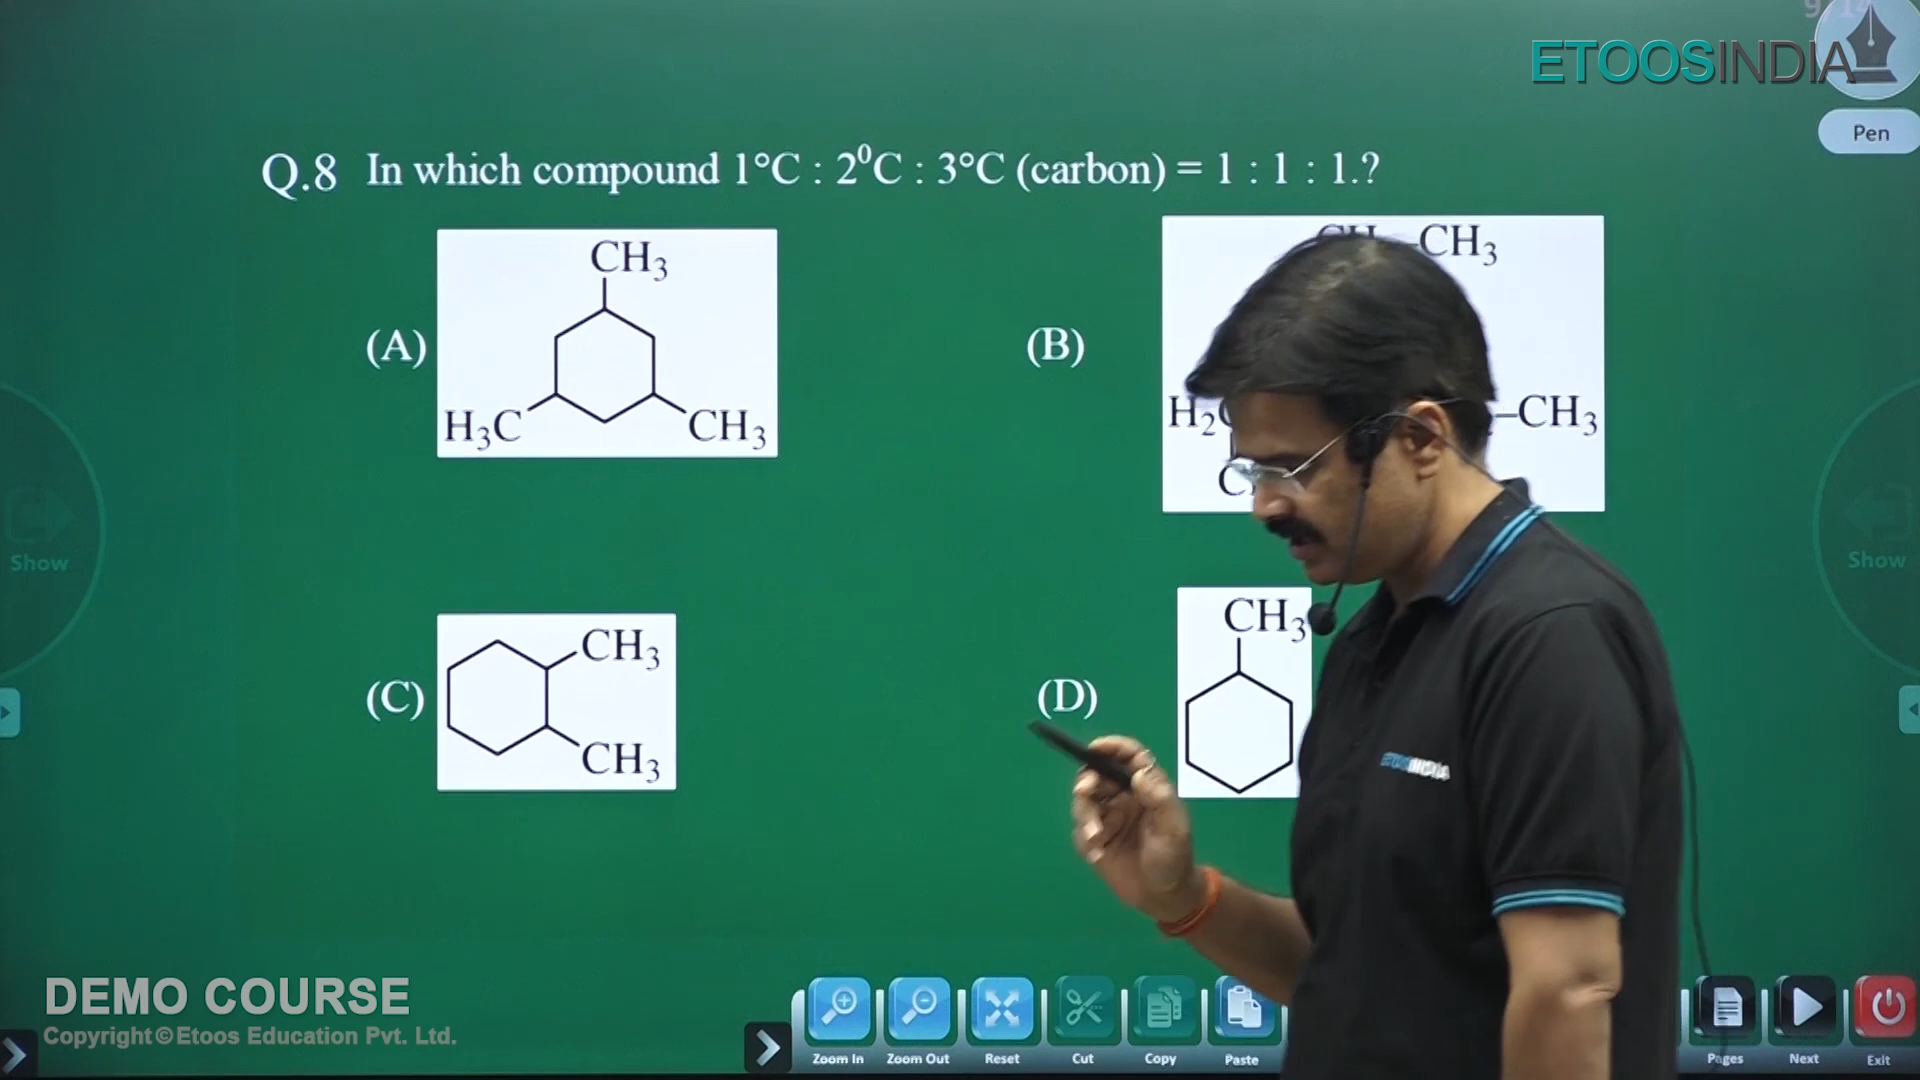 ETOOSINDIA
Pen
Q.8 In which compound 1°C : 2⁰C : 3°C (carbon) = 1 : 1 : 1.?
(A)
CH₃
H₃C
CH₃
(B)
CH₃
–CH₃
(C)
CH₃
CH₃
(D)
CH₃
Show
Show
ETOOSINDIA
DEMO COURSE
Copyright © Etoos Education Pvt. Ltd.
Zoom In
Zoom Out
Reset
Cut
Copy
Paste
Pages
Next
Exit